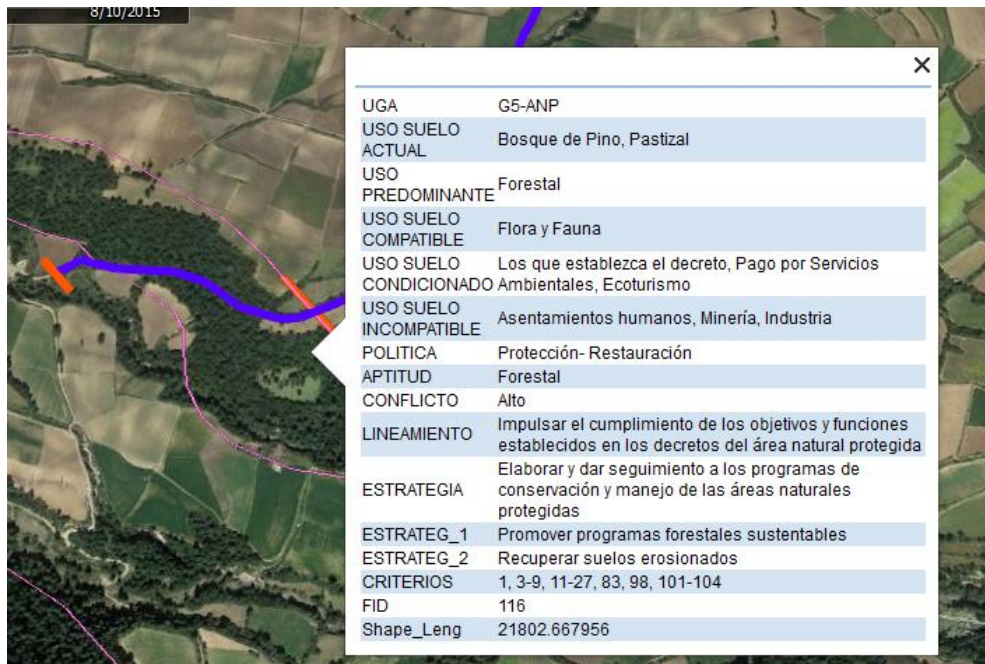 8/10/2015
UGA G5-ANP
USO SUELO
ACTUAL Bosque de Pino, Pastizal
USO
PREDOMINANTE Forestal
USO SUELO
COMPATIBLE Flora y Fauna
USO SUELO Los que establezca el decreto, Pago por Servicios
CONDICIONADO Ambientales, Ecoturismo
USO SUELO
INCOMPATIBLE Asentamientos humanos, Minería, Industria
POLITICA Protección- Restauración
APTITUD Forestal
CONFLICTO Alto
LINEAMIENTO Impulsar el cumplimiento de los objetivos y funciones
establecidos en los decretos del área natural protegida
ESTRATEGIA Elaborar y dar seguimiento a los programas de
conservación y manejo de las áreas naturales
protegidas
ESTRATEG_1 Promover programas forestales sustentables
ESTRATEG_2 Recuperar suelos erosionados
CRITERIOS 1, 3-9, 11-27, 83, 98, 101-104
FID 116
Shape_Leng 21802.667956